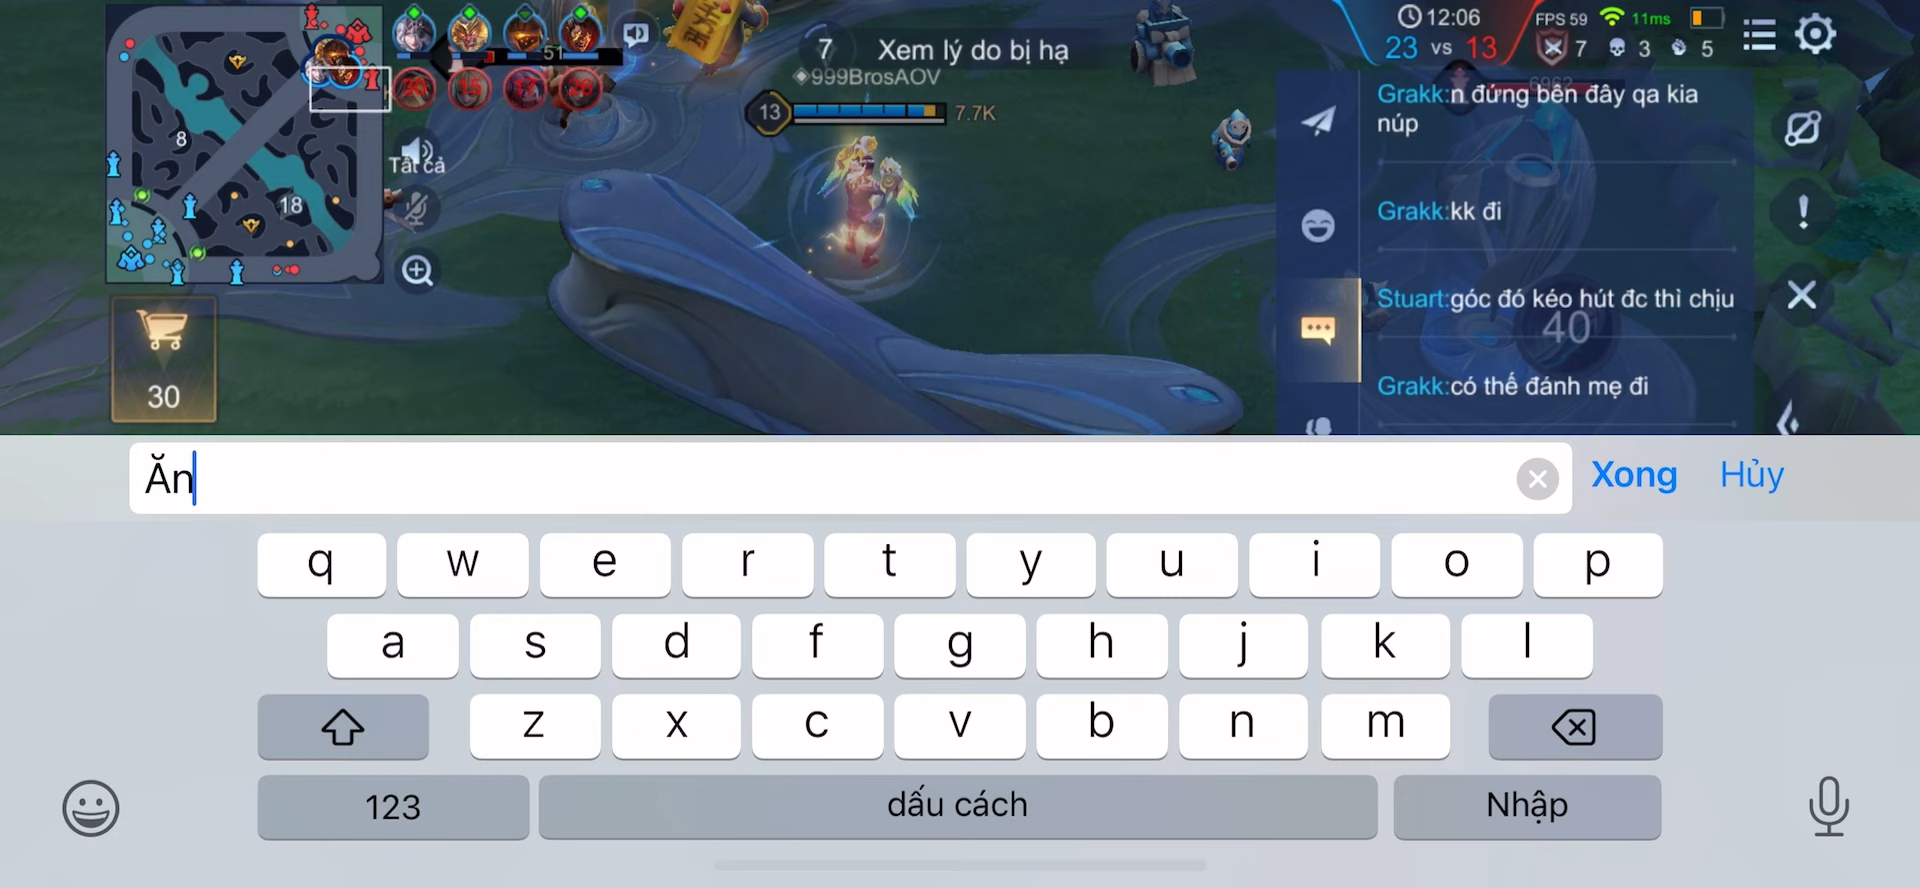 8
18
30
Tất cả
51
15
7
Xem lý do bị hạ
999BrosAOV
13
7.7K
12:06
FPS 59
11ms
23 vs 13
7
3
5
6962
Grakk:n đứng bên đây qa kia
núp
Grakk:kk đi
Stuart:góc đó kéo hút đc thì chịu
40
Grakk:có thể đánh mẹ đi
Ăn
Xong
Hủy
q w e r t y u i o p
a s d f g h j k l
z x c v b n m
123
dấu cách
Nhập